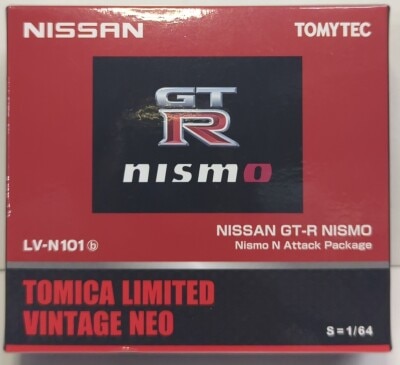 NISSAN TOMYTEC
GT
R
nismo
NISSAN GT-R NISMO
LV-N101 ⓑ Nismo N Attack Package
TOMICA LIMITED
VINTAGE NEO
S=1/64